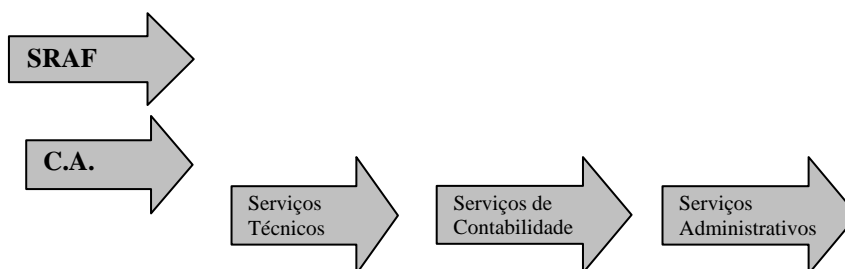 SRAF
C.A.
Serviços
Técnicos
Serviços de
Contabilidade
Serviços
Administrativos